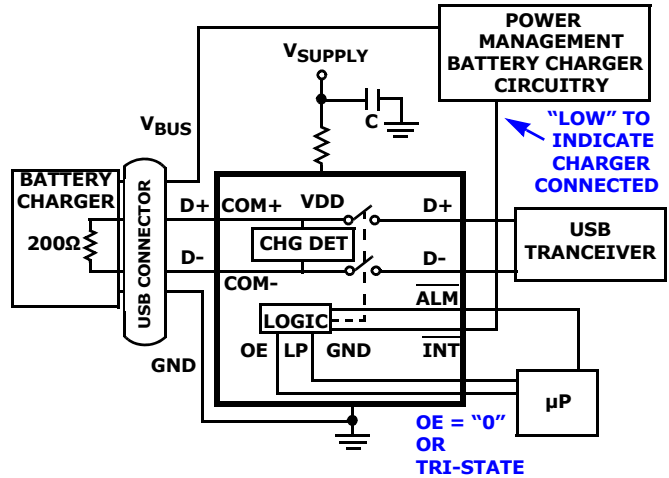 POWER
MANAGEMENT
BATTERY CHARGER
CIRCUITRY
VSUPPLY
C
VBUS
“LOW” TO
INDICATE
CHARGER
CONNECTED
BATTERY
CHARGER
200Ω
USB CONNECTOR
D+
COM+
VDD
D+
CHG DET
USB
TRANCEIVER
D-
COM-
D-
ALM
LOGIC
OE
LP
GND
INT
GND
µP
OE = “0”
OR
TRI-STATE